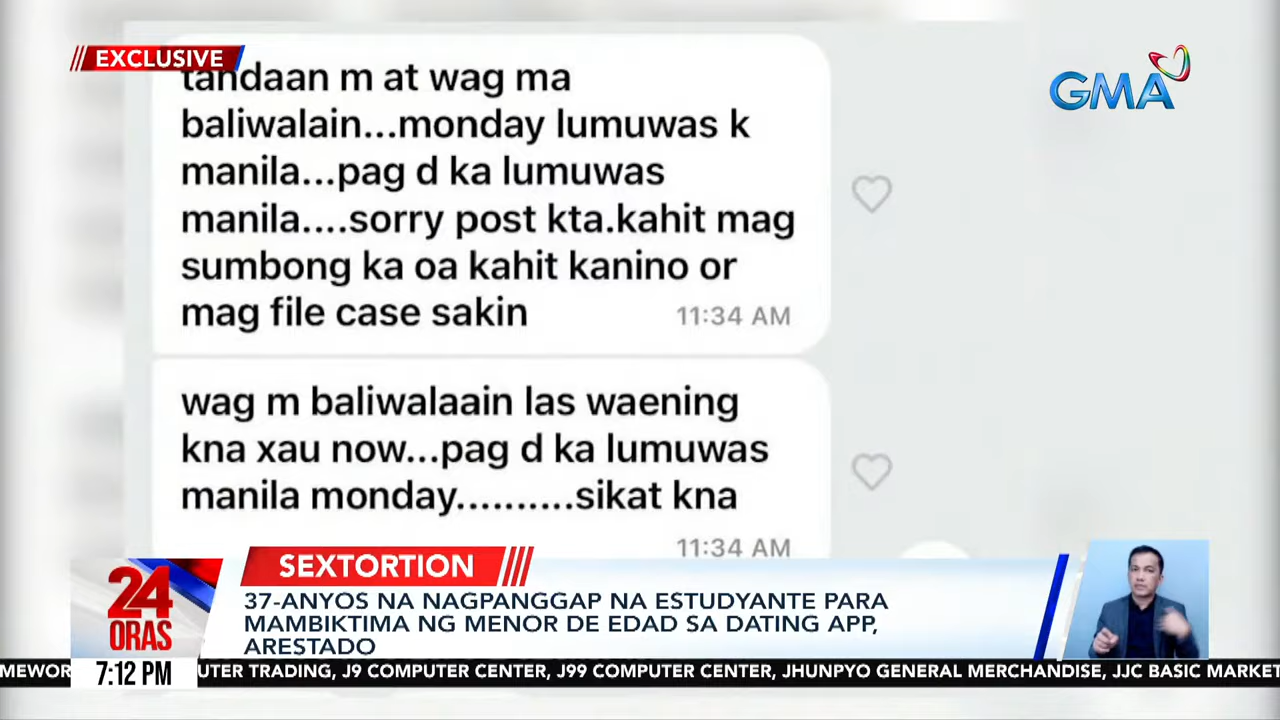 EXCLUSIVE
GMA
tandaan m at wag ma
baliwalain...monday lumuwas k
manila...pag d ka lumuwas
manila....sorry post kta.kahit mag
sumbong ka oa kahit kanino or
mag file case sakin
11:34 AM
wag m baliwalaain las waening
kna xau now...pag d ka lumuwas
manila monday..........sikat kna
11:34 AM
SEXTORTION
24
ORAS
37-ANYOS NA NAGPANGGAP NA ESTUDYANTE PARA
MAMBIKTIMA NG MENOR DE EDAD SA DATING APP,
ARESTADO
7:12 PM
MEWOR UTER TRADING, J9 COMPUTER CENTER, J99 COMPUTER CENTER, JHUNPYO GENERAL MERCHANDISE, JJC BASIC MARKET